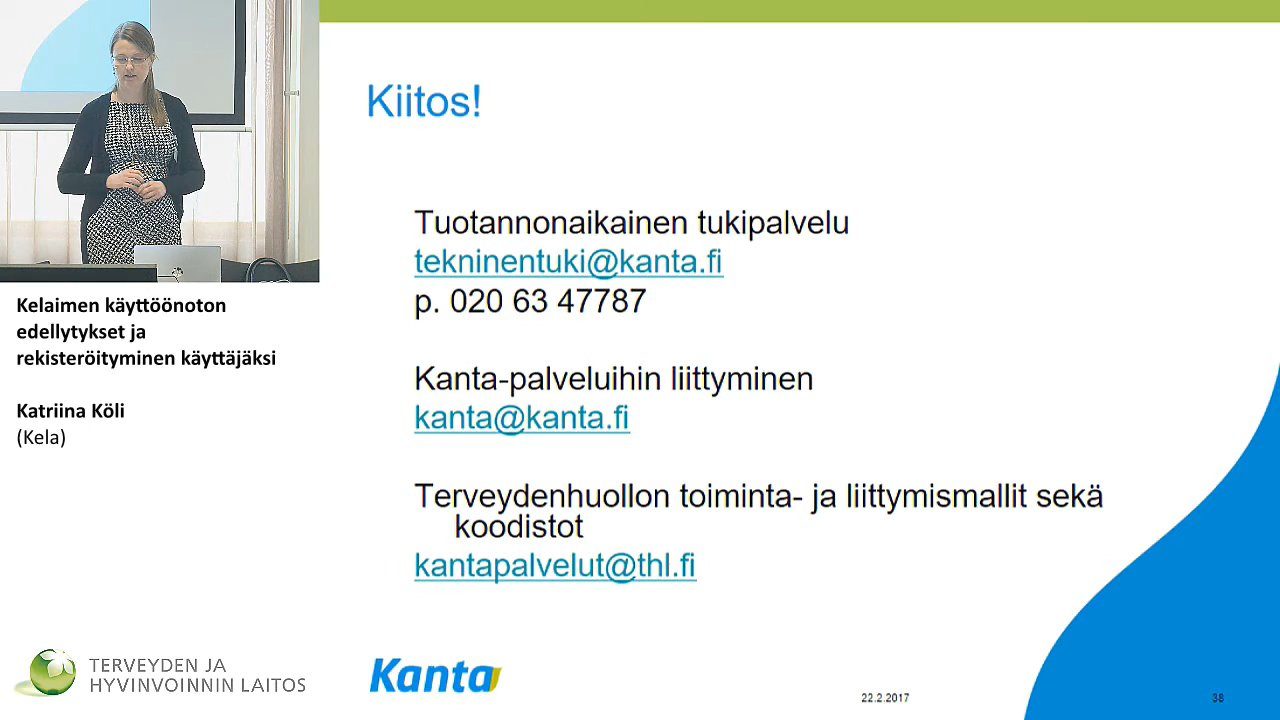 Kiitos!
Tuotannonaikainen tukipalvelu
tekninentuki@kanta.fi
p. 020 63 47787
Kanta-palveluihin liittyminen
kanta@kanta.fi
Terveydenhuollon toiminta- ja liittymismallit sekä
koodistot
kantapalvelut@thl.fi
Kelaimen käyttöönoton
edellytykset ja
rekisteröityminen käyttäjäksi
Katriina Köli
(Kela)
TERVEYDEN JA
HYVINVOINNIN LAITOS
Kanta
22.2.2017
38